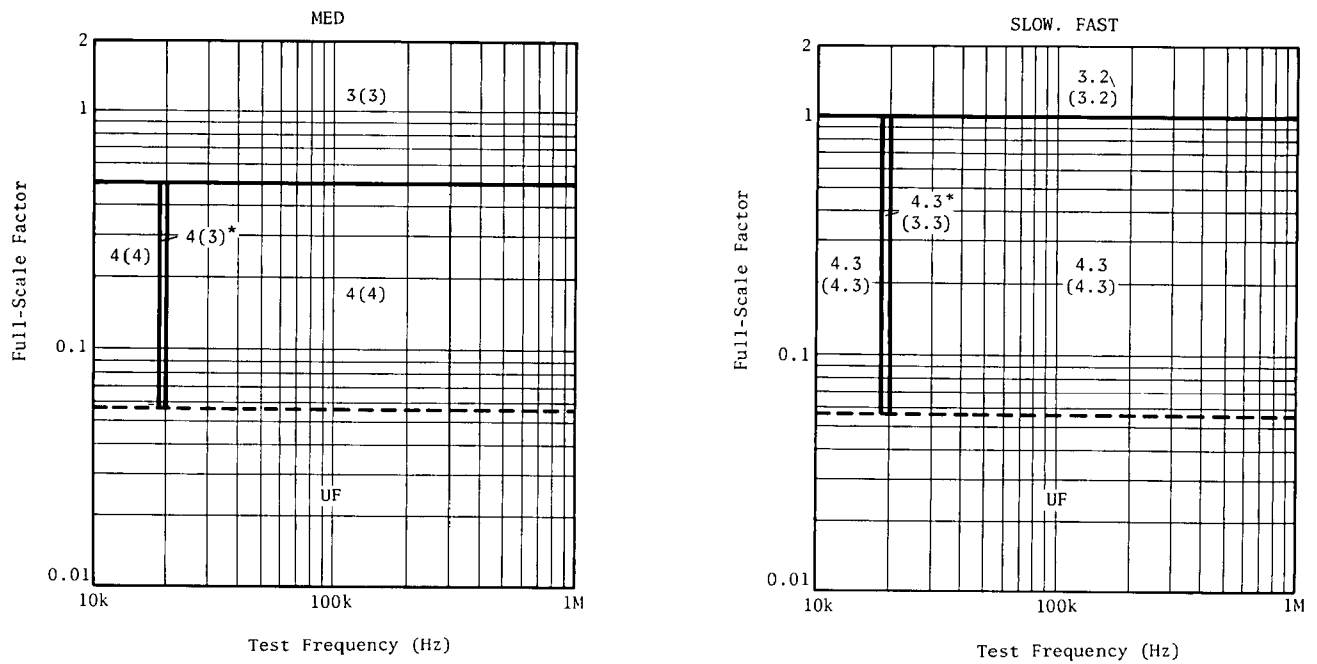 MED
2
1
0.1
0.01
Full-Scale Factor
3(3)
4(3)*
4(4)
4(4)
UF
10k
100k
1M
Test Frequency (Hz)
SLOW. FAST
2
1
0.1
0.01
Full-Scale Factor
3.2\
(3.2)
4.3*
(3.3)
4.3
(4.3)
4.3
(4.3)
UF
10k
100k
1M
Test Frequency (Hz)